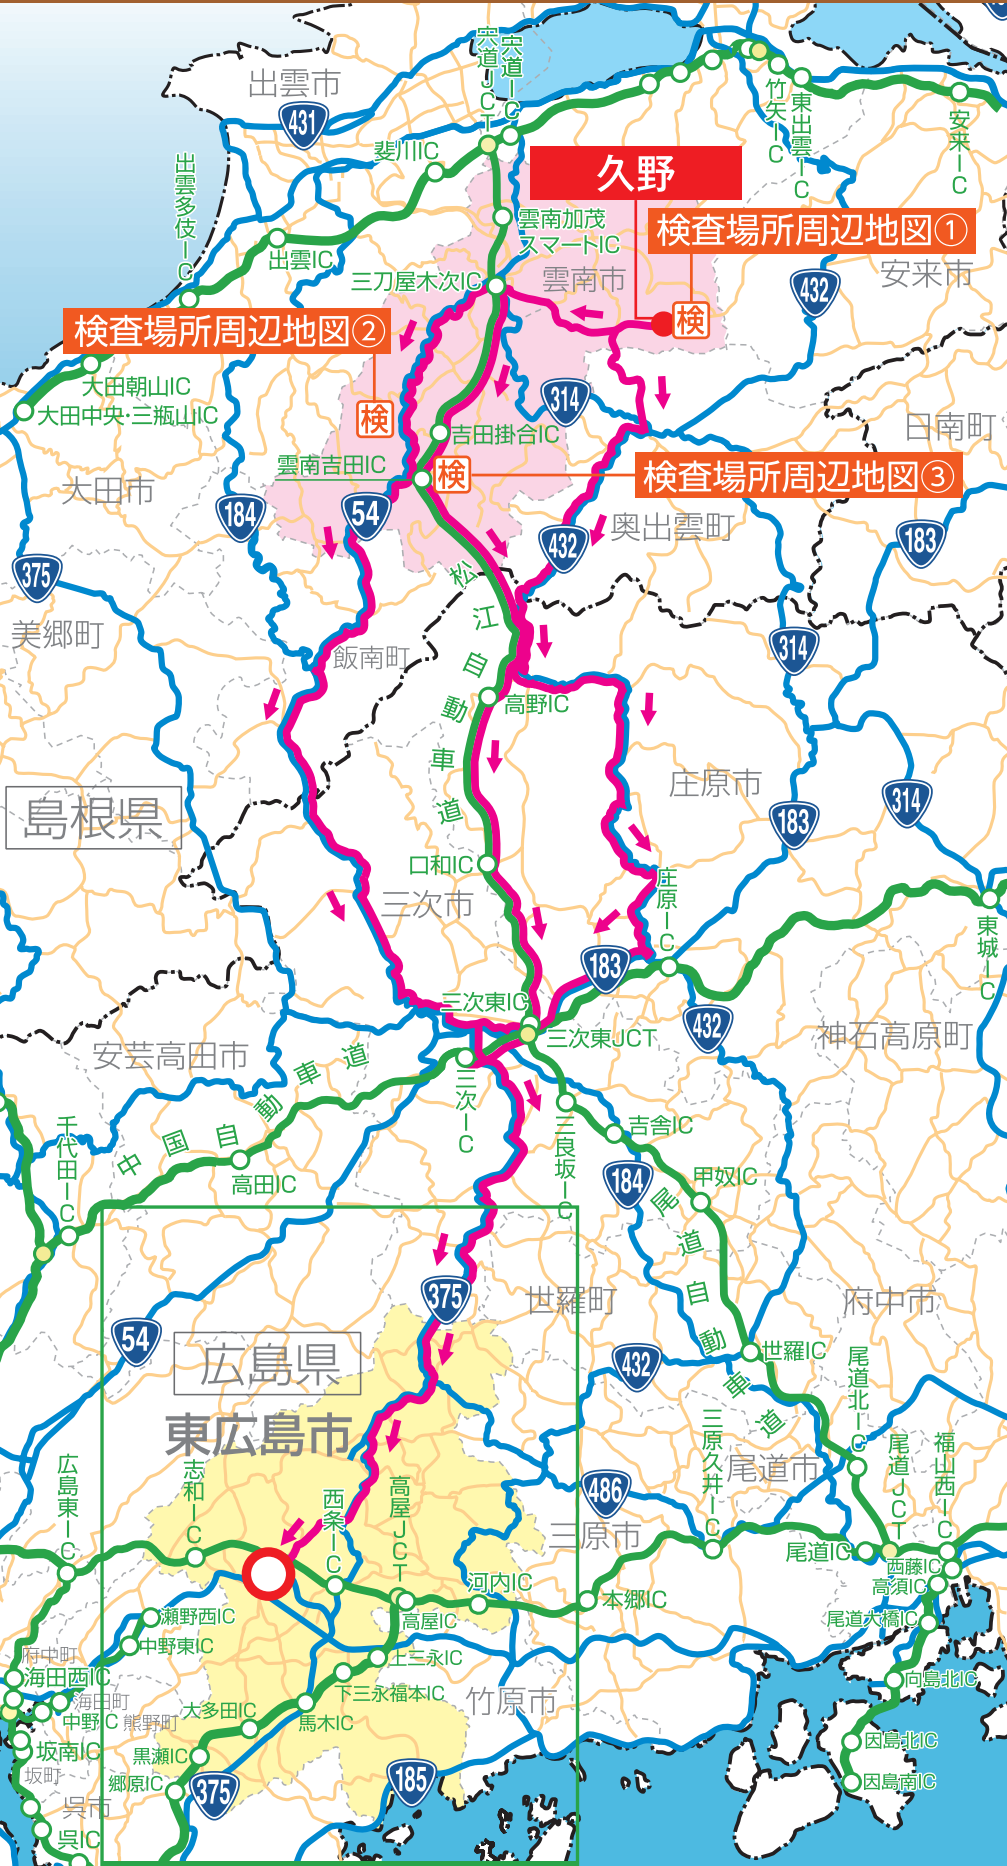 出雲市
431
宍道JCT
宍道IC
竹矢IC
東出雲IC
安来IC
斐川IC
出雲多伎IC
出雲IC
久野
雲南加茂
スマートIC
検査場所周辺地図①
三刀屋木次IC
雲南市
安来市
432
検
検査場所周辺地図②
大田朝山IC
大田中央・三瓶山IC
検
314
日南町
吉田掛合IC
雲南吉田IC
検
検査場所周辺地図③
大田市
184
54
432
奥出雲町
183
375
松江自動車道
美郷町
飯南町
314
高野IC
島根県
庄原市
183
314
口和IC
三次市
庄原IC
東城IC
183
三次東IC
432
三次東JCT
神石高原町
安芸高田市
中国自動車道
三次IC
三良坂IC
吉舎IC
千代田IC
高田IC
184
甲奴IC
尾道自動車道
375
世羅町
府中市
54
広島県
432
世羅IC
尾道北IC
東広島市
三原久井IC
尾道市
尾道JCT
福山西IC
広島東IC
志和IC
西条IC
高屋JCT
486
三原市
尾道IC
西藤IC
高須IC
河内IC
本郷IC
瀬野西IC
高屋IC
尾道大橋IC
中野東IC
府中町
上三永IC
海田西IC
向島北IC
下三永福本IC
竹原市
海田町
中野IC
熊野町
大多田IC
馬木IC
坂南IC
黒瀬IC
因島北IC
坂町
郷原IC
375
185
因島南IC
呉市
呉IC